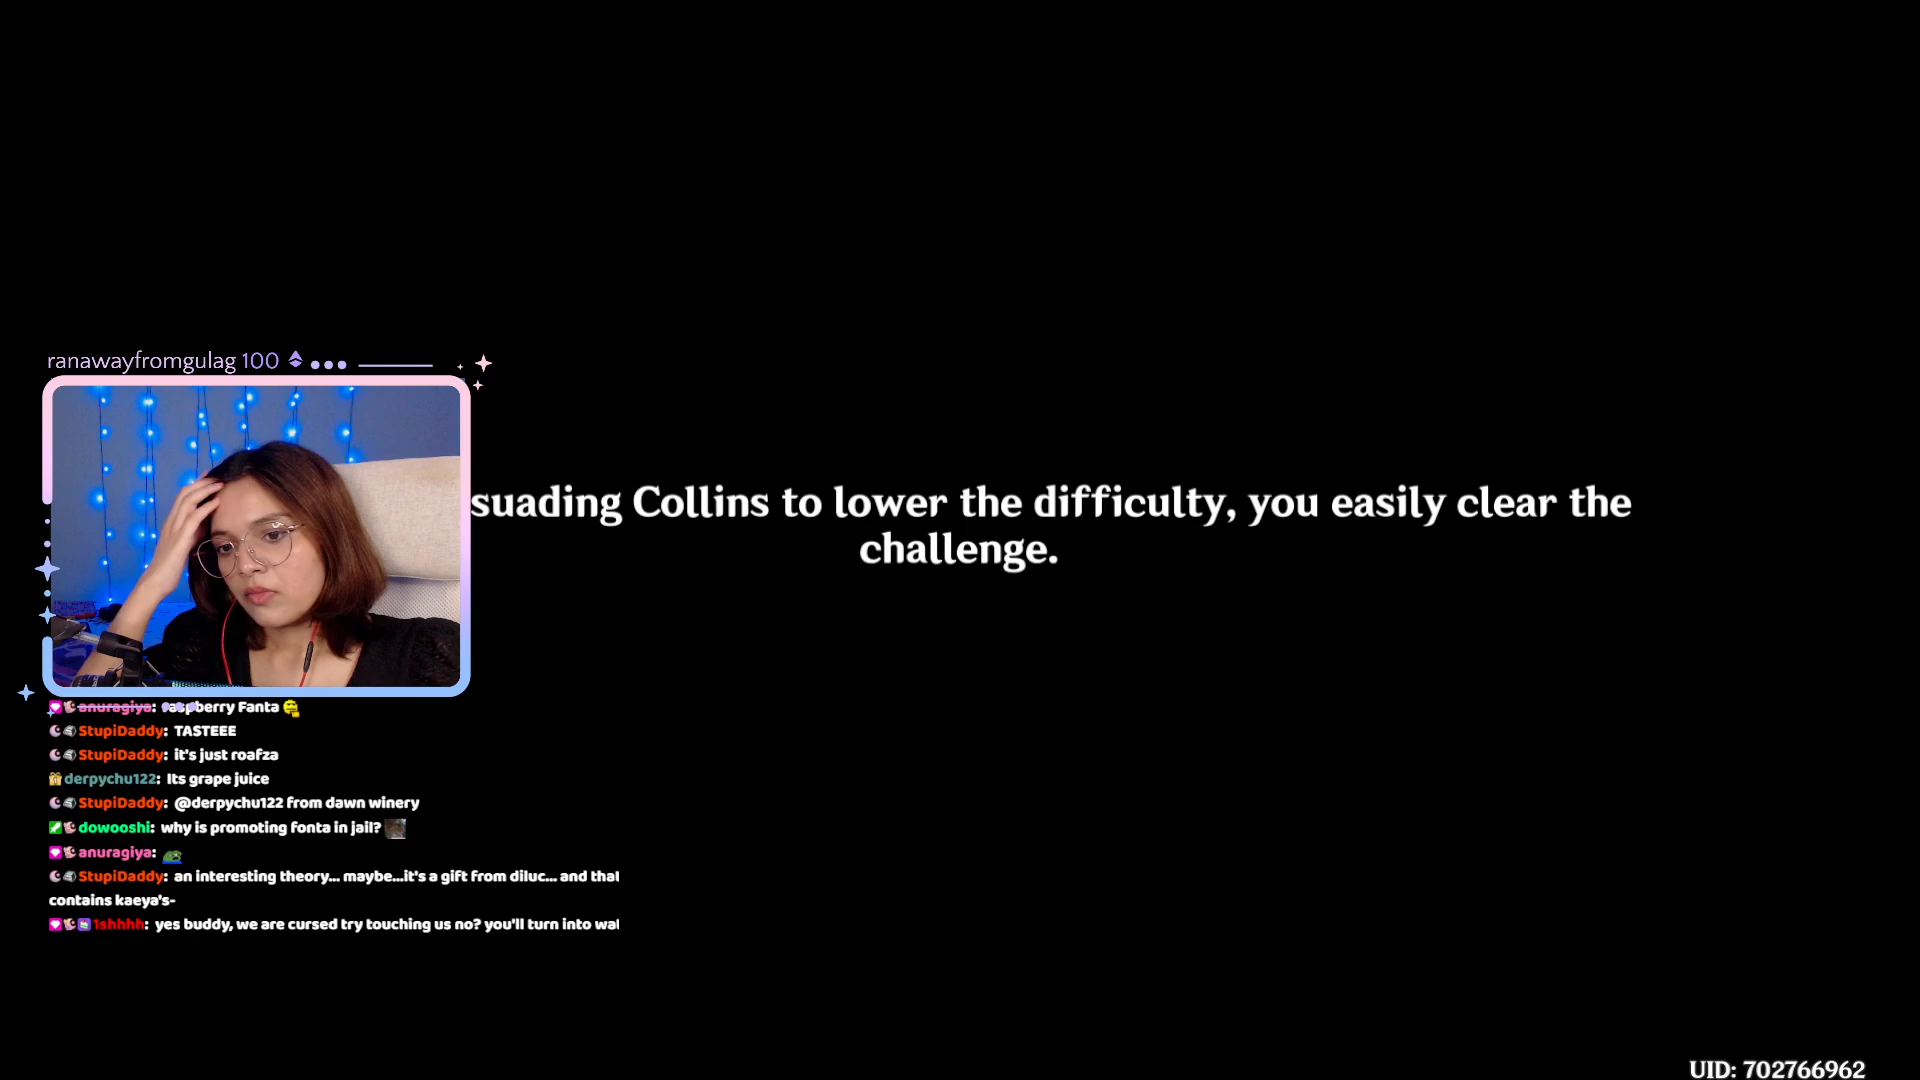 ranawayfromgulag 100
suading Collins to lower the difficulty, you easily clear the
challenge.
anuragiya: raspberry Fanta
StupiDaddy: TASTEEE
StupiDaddy: it's just roafza
derpychu122: Its grape juice
StupiDaddy: @derpychu122 from dawn winery
dowooshi: why is promoting fonta in jail?
anuragiya:
StupiDaddy: an interesting theory... maybe...it's a gift from diluc... and that
contains kaeya's-
1shhhh: yes buddy, we are cursed try touching us no? you'll turn into wal
UID: 702766962